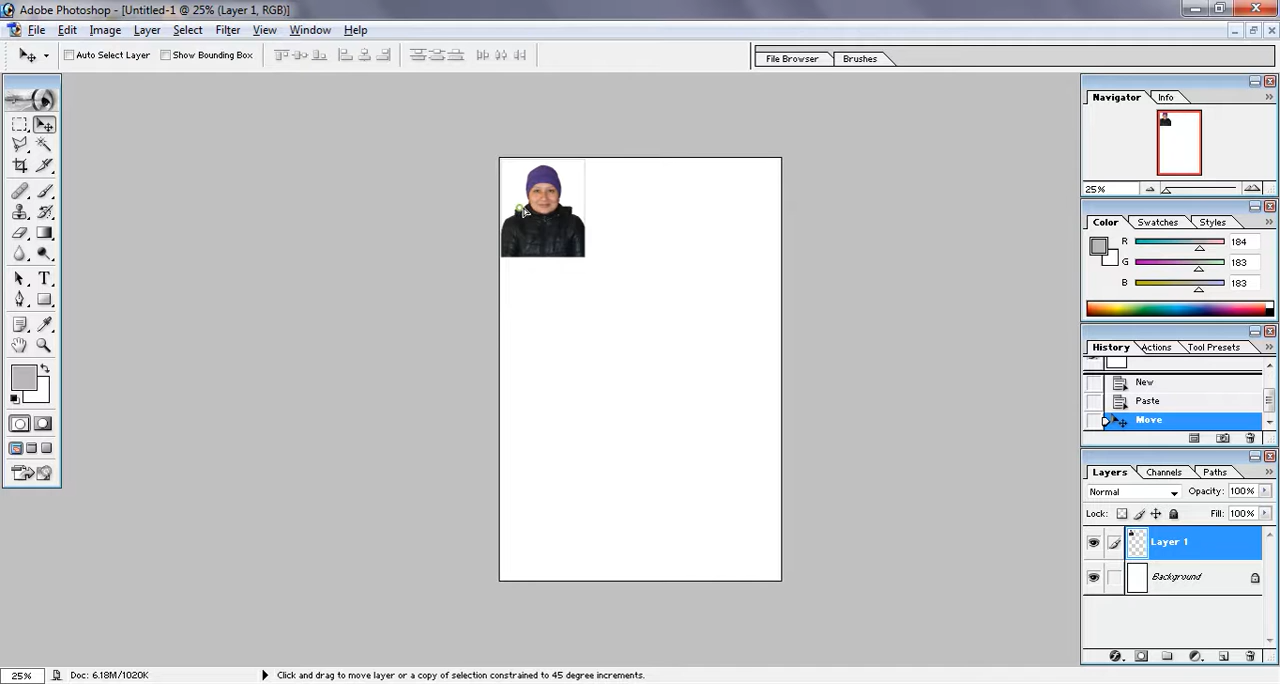 Adobe Photoshop - [Untitled-1 @ 25% (Layer 1, RGB)]
File Edit Image Layer Select Filter View Window Help
Auto Select Layer Show Bounding Box
File Browser Brushes
Navigator Info
25%
Color Swatches Styles
R 184
G 183
B 183
History Actions Tool Presets
New
Paste
Move
Layers Channels Paths
Normal Opacity: 100%
Lock: Fill: 100%
Layer 1
Background
25% Doc: 6.18M/1020K Click and drag to move layer or a copy of selection constrained to 45 degree increments.